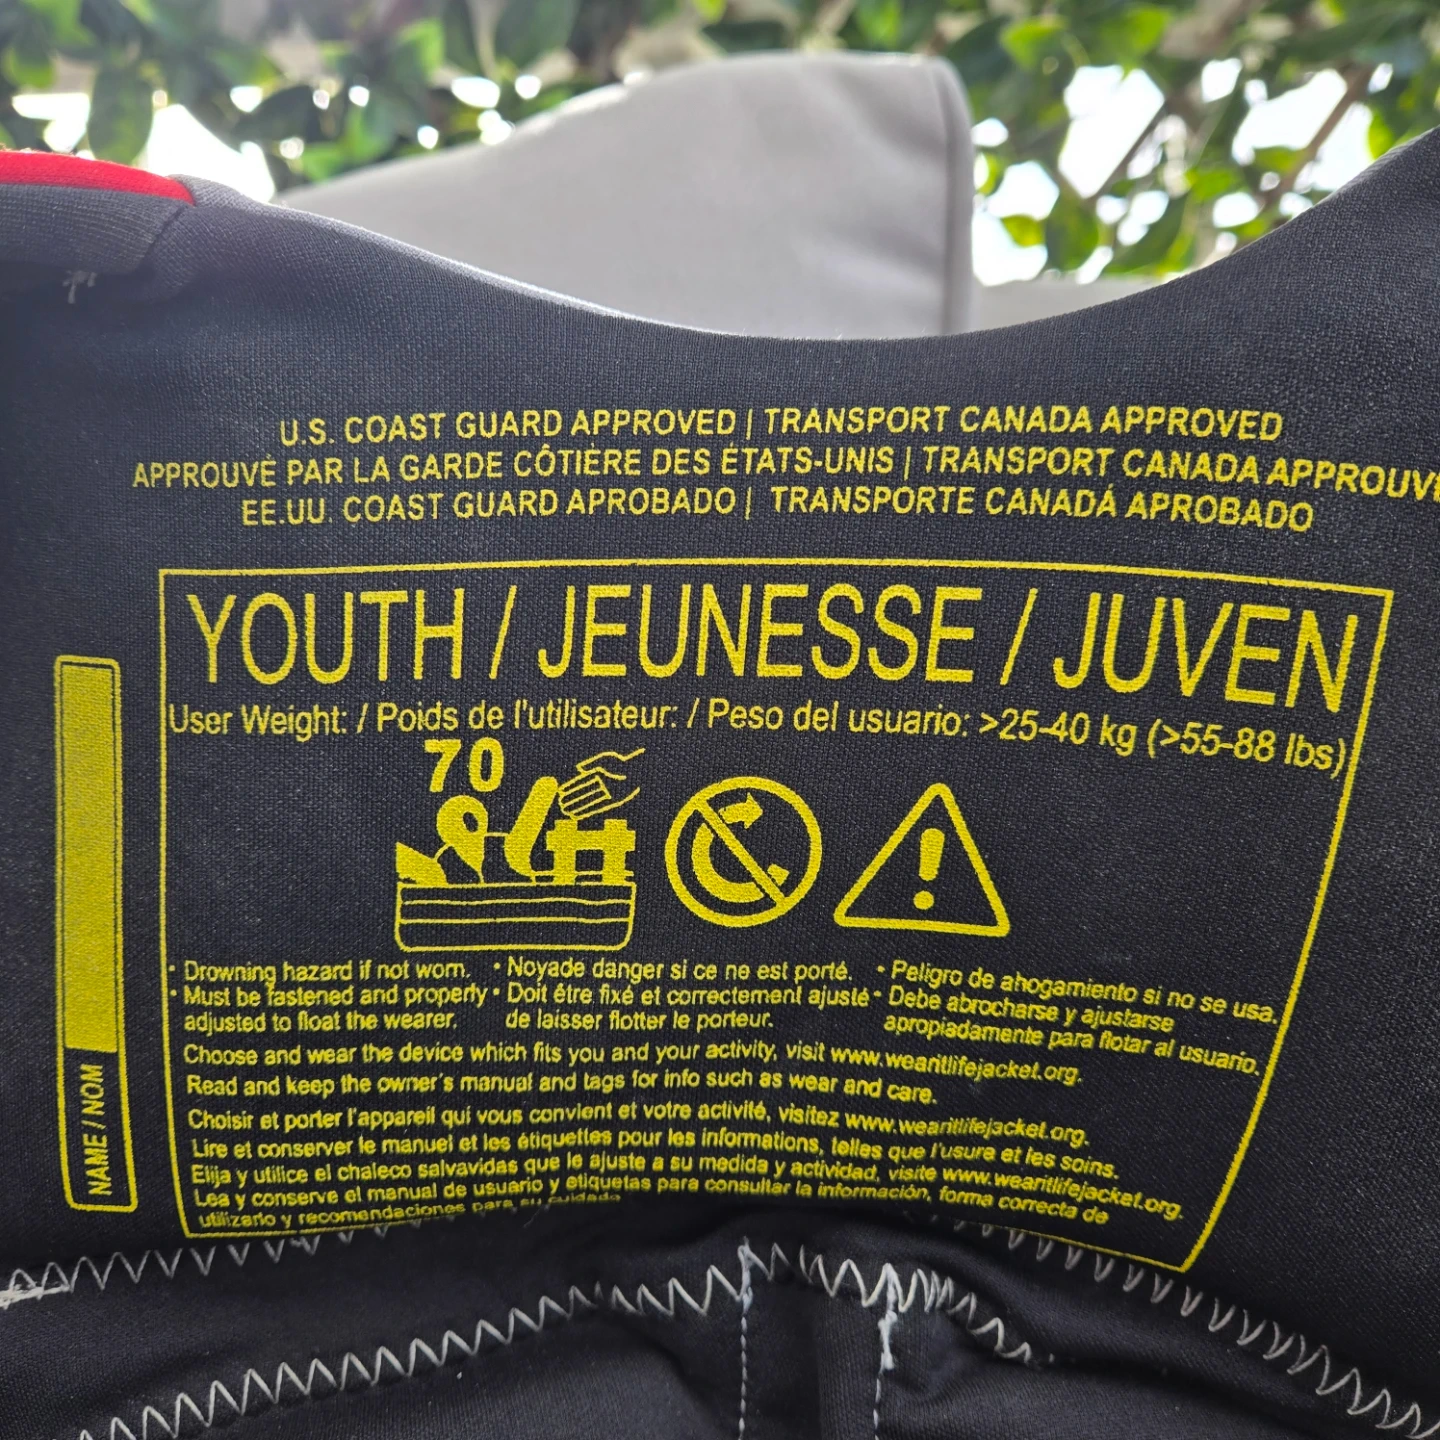 U.S. COAST GUARD APPROVED | TRANSPORT CANADA APPROVED
APPROUVÉ PAR LA GARDE CÔTIÈRE DES ÉTATS-UNIS | TRANSPORT CANADA APPROUVÉ
EE.UU. COAST GUARD APROBADO | TRANSPORTE CANADÁ APROBADO
YOUTH / JEUNESSE / JUVEN
User Weight: / Poids de l'utilisateur: / Peso del usuario: >25-40 kg (>55-88 lbs)
70
• Drowning hazard if not worn.
• Must be fastened and properly
adjusted to float the wearer.
• Noyade danger si ce ne est porté.
• Doit être fixé et correctement ajusté
de laisser flotter le porteur.
• Peligro de ahogamiento si no se usa.
• Debe abrocharse y ajustarse
apropiadamente para flotar al usuario.
Choose and wear the device which fits you and your activity, visit www.wearitlifejacket.org.
Read and keep the owner's manual and tags for info such as wear and care.
Choisir et porter l'appareil qui vous convient et votre activité, visitez www.wearitlifejacket.org.
Lire et conserver le manuel et les étiquettes pour les informations, telles que l'usure et les soins.
Elija y utilice el chaleco salvavidas que le ajuste a su medida y actividad, visite www.wearitlifejacket.org.
Lea y conserve el manual de usuario y etiquetas para consultar la información, forma correcta de
utilizarlo y recomendaciones para su cuidado
NAME / NOM